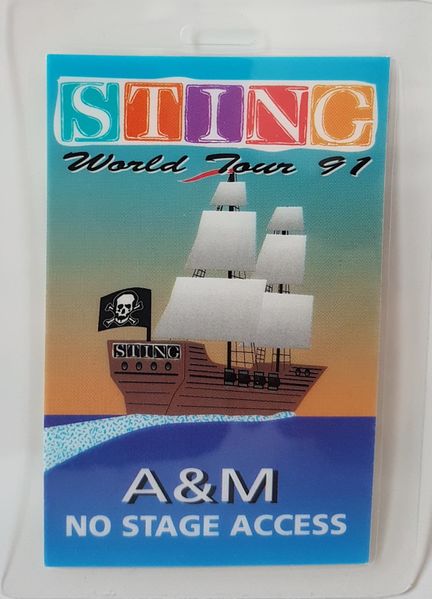 STING
World Tour 91
STING
A&M
NO STAGE ACCESS